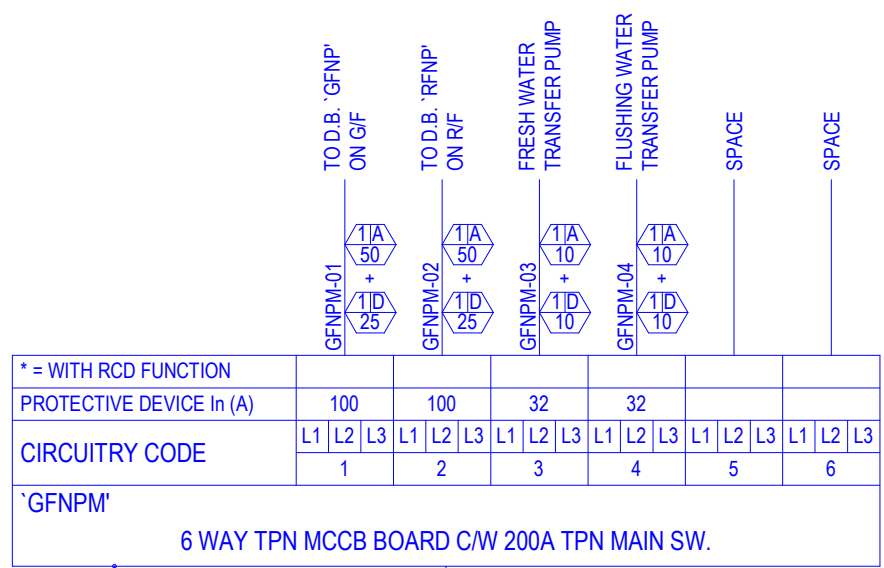 TO D.B. `GFNP'
ON G/F
TO D.B. `RFNP'
ON R/F
FRESH WATER
TRANSFER PUMP
FLUSHING WATER
TRANSFER PUMP
SPACE
SPACE
GFNPM-01
1 A
50
+
1 D
25
GFNPM-02
1 A
50
+
1 D
25
GFNPM-03
1 A
10
+
1 D
10
GFNPM-04
1 A
10
+
1 D
10
* = WITH RCD FUNCTION
PROTECTIVE DEVICE In (A) 100 100 32 32
CIRCUITRY CODE
L1 L2 L3 L1 L2 L3 L1 L2 L3 L1 L2 L3 L1 L2 L3 L1 L2 L3
1 2 3 4 5 6
`GFNPM'
6 WAY TPN MCCB BOARD C/W 200A TPN MAIN SW.